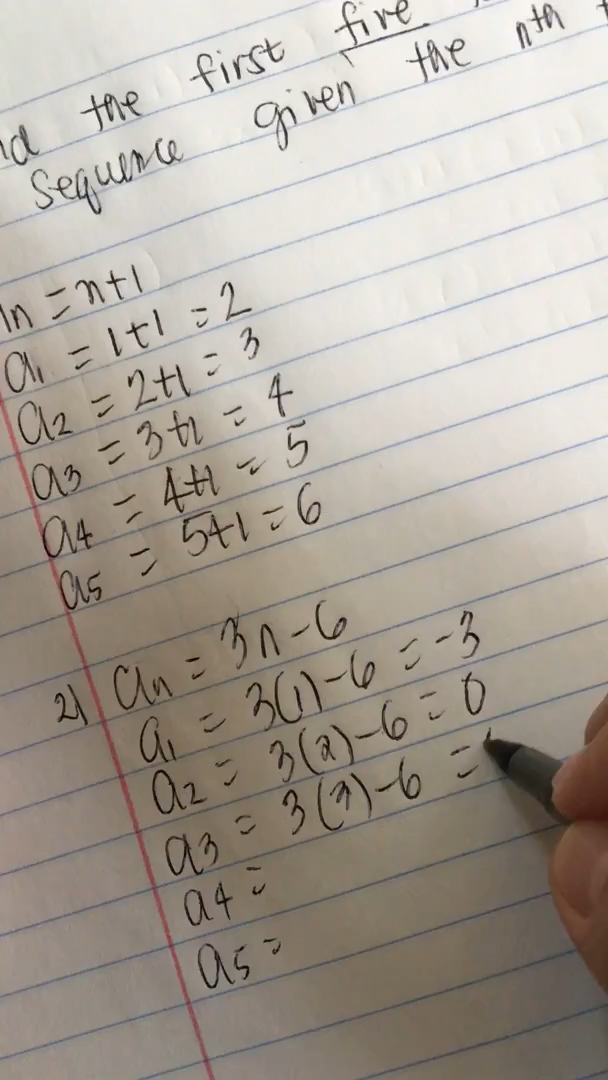 the first five
sequence given the nth
n = n+1
a1 = 1+1 = 2
a2 = 2+1 = 3
a3 = 3+1 = 4
a4 = 4+1 = 5
a5 = 5+1 = 6
2) an = 3n-6
a1 = 3(1)-6 = -3
a2 = 3(2)-6 = 0
a3 = 3(3)-6 =
a4 =
a5 =